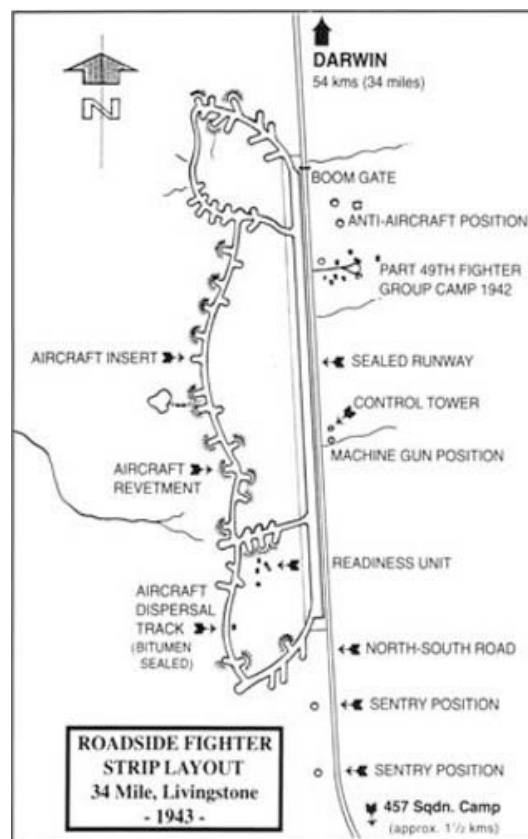 DARWIN
54 kms (34 miles)
N
BOOM GATE
ANTI-AIRCRAFT POSITION
PART 49TH FIGHTER
GROUP CAMP 1942
AIRCRAFT INSERT
SEALED RUNWAY
CONTROL TOWER
MACHINE GUN POSITION
AIRCRAFT
REVETMENT
READINESS UNIT
AIRCRAFT
DISPERSAL
TRACK
(BITUMEN
SEALED)
NORTH-SOUTH ROAD
SENTRY POSITION
SENTRY POSITION
ROADSIDE FIGHTER
STRIP LAYOUT
34 Mile, Livingstone
- 1943 -
457 Sqdn. Camp
(approx. 1½ kms)